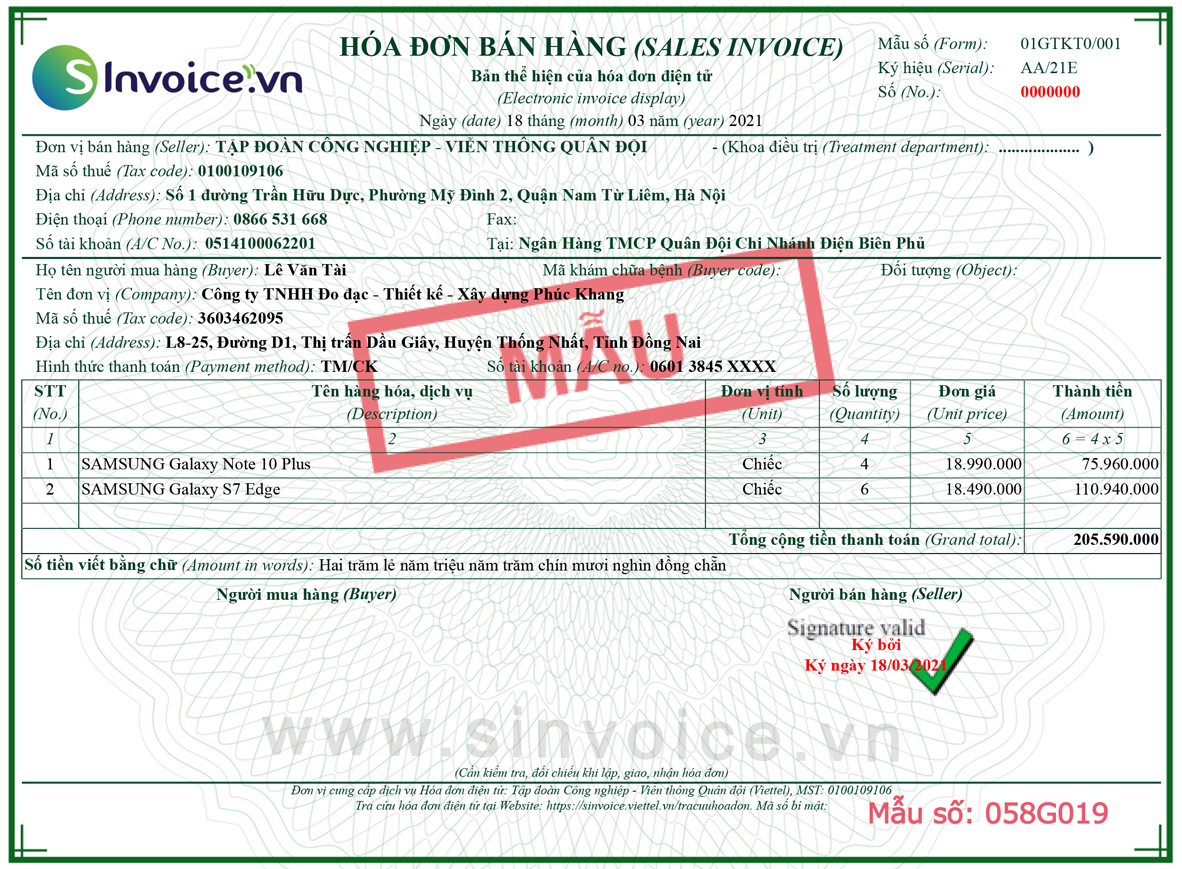 SInvoice.vn
HÓA ĐƠN BÁN HÀNG (SALES INVOICE)
Bản thể hiện của hóa đơn điện tử
(Electronic invoice display)
Ngày (date) 18 tháng (month) 03 năm (year) 2021
Mẫu số (Form): 01GTKT0/001
Ký hiệu (Serial): AA/21E
Số (No.): 0000000
Đơn vị bán hàng (Seller): TẬP ĐOÀN CÔNG NGHIỆP - VIỄN THÔNG QUÂN ĐỘI - (Khoa điều trị (Treatment department): .................. )
Mã số thuế (Tax code): 0100109106
Địa chỉ (Address): Số 1 đường Trần Hữu Dực, Phường Mỹ Đình 2, Quận Nam Từ Liêm, Hà Nội
Điện thoại (Phone number): 0866 531 668 Fax:
Số tài khoản (A/C No.): 0514100062201 Tại: Ngân Hàng TMCP Quân Đội Chi Nhánh Điện Biên Phủ
Họ tên người mua hàng (Buyer): Lê Văn Tài Mã khám chữa bệnh (Buyer code): Đối tượng (Object):
Tên đơn vị (Company): Công ty TNHH Đo đạc - Thiết kế - Xây dựng Phúc Khang
Mã số thuế (Tax code): 3603462095
Địa chỉ (Address): L8-25, Đường D1, Thị trấn Dầu Giây, Huyện Thống Nhất, Tỉnh Đồng Nai
Hình thức thanh toán (Payment method): TM/CK Số tài khoản (A/C no.): 0601 3845 XXXX
MẪU
STT Tên hàng hóa, dịch vụ Đơn vị tính Số lượng Đơn giá Thành tiền
(No.) (Description) (Unit) (Quantity) (Unit price) (Amount)
1 2 3 4 5 6 = 4 x 5
1 SAMSUNG Galaxy Note 10 Plus Chiếc 4 18.990.000 75.960.000
2 SAMSUNG Galaxy S7 Edge Chiếc 6 18.490.000 110.940.000
Tổng cộng tiền thanh toán (Grand total): 205.590.000
Số tiền viết bằng chữ (Amount in words): Hai trăm lẻ năm triệu năm trăm chín mươi nghìn đồng chẵn
Người mua hàng (Buyer) Người bán hàng (Seller)
Signature valid
Ký bởi
Ký ngày 18/03/2021
www.sinvoice.vn
(Cần kiểm tra, đối chiếu khi lập, giao, nhận hóa đơn)
Đơn vị cung cấp dịch vụ Hóa đơn điện tử: Tập đoàn Công nghiệp - Viễn thông Quân đội (Viettel), MST: 0100109106
Tra cứu hóa đơn điện tử tại Website: https://sinvoice.viettel.vn/tracuuhoadon. Mã số bí mật:
Mẫu số: 058G019